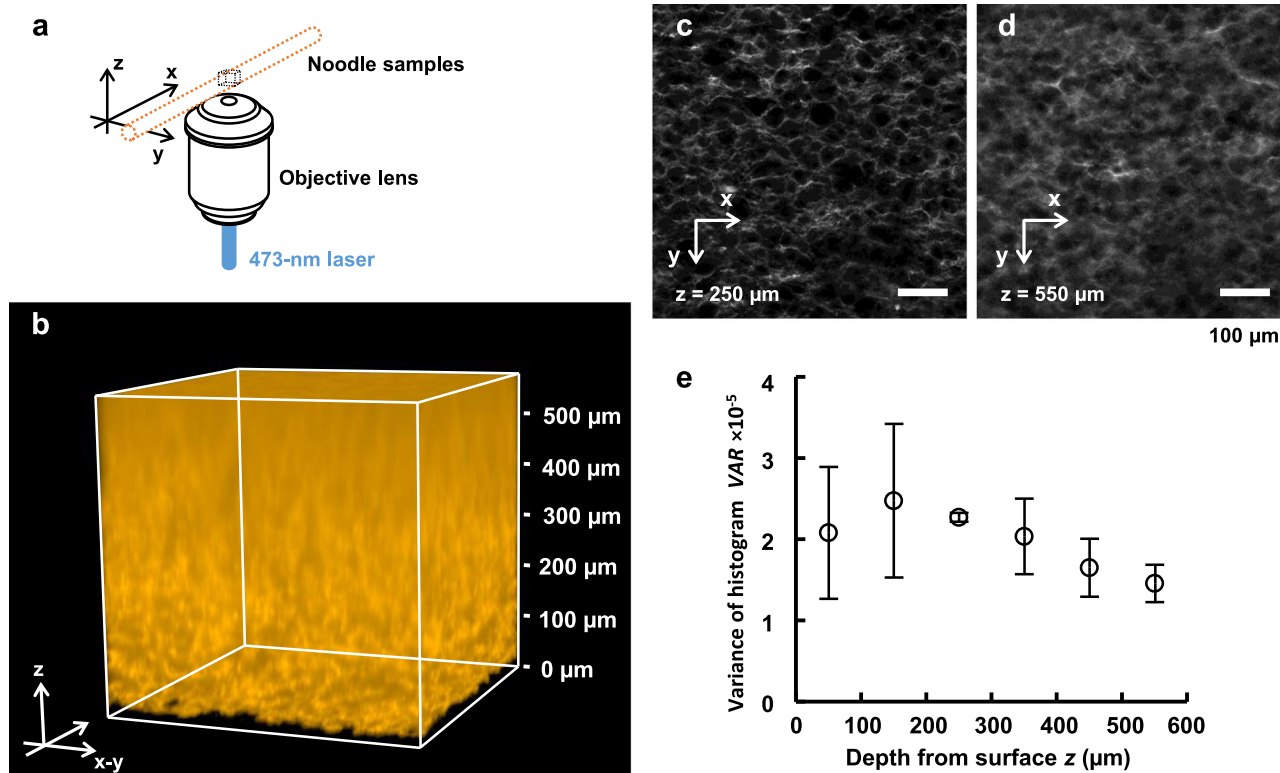 a
z
x
y
Noodle samples
Objective lens
473-nm laser
b
500 µm
400 µm
300 µm
200 µm
100 µm
0 µm
z
x-y
c
x
y
z = 250 µm
d
x
y
z = 550 µm
100 µm
e
Variance of histogram VAR ×10⁻⁵
4
3
2
1
0
0 100 200 300 400 500 600
Depth from surface z (µm)